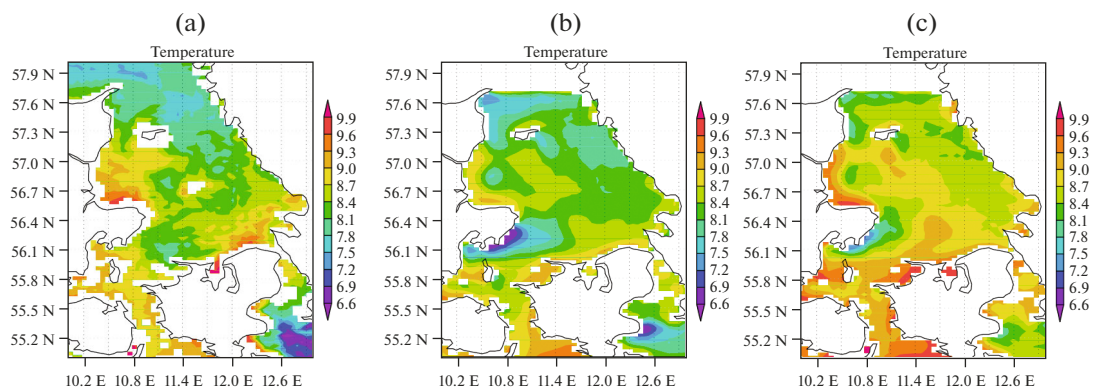 (a)
(b)
(c)
Temperature
Temperature
Temperature
57.9 N
57.6 N
57.3 N
57.0 N
56.7 N
56.4 N
56.1 N
55.8 N
55.5 N
55.2 N
10.2 E 10.8 E 11.4 E 12.0 E 12.6 E
9.9
9.6
9.3
9.0
8.7
8.4
8.1
7.8
7.5
7.2
6.9
6.6
57.9 N
57.6 N
57.3 N
57.0 N
56.7 N
56.4 N
56.1 N
55.8 N
55.5 N
55.2 N
10.2 E 10.8 E 11.4 E 12.0 E 12.6 E
9.9
9.6
9.3
9.0
8.7
8.4
8.1
7.8
7.5
7.2
6.9
6.6
57.9 N
57.6 N
57.3 N
57.0 N
56.7 N
56.4 N
56.1 N
55.8 N
55.5 N
55.2 N
10.2 E 10.8 E 11.4 E 12.0 E 12.6 E
9.9
9.6
9.3
9.0
8.7
8.4
8.1
7.8
7.5
7.2
6.9
6.6